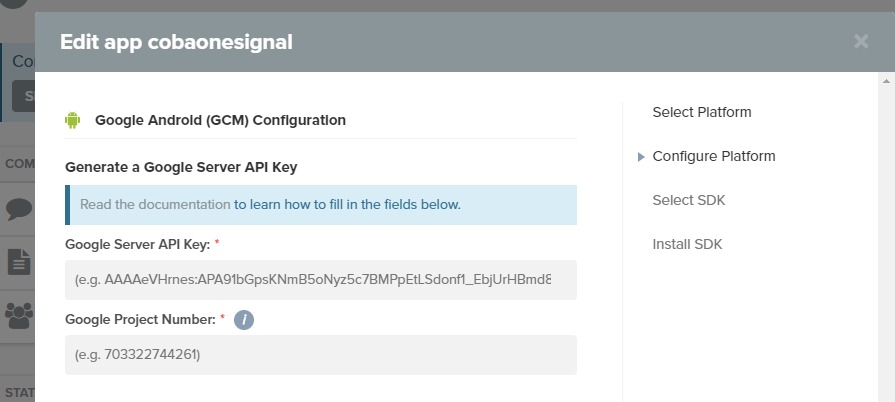 Edit app cobaonesignal
×
Google Android (GCM) Configuration
Generate a Google Server API Key
Read the documentation to learn how to fill in the fields below.
Google Server API Key: *
(e.g. AAAAeVHrnes:APA91bGpsKNmB5oNyz5c7BMPpEtLSdonf1_EbjUrHBmd8
Google Project Number: * i
(e.g. 703322744261)
Select Platform
Configure Platform
Select SDK
Install SDK
Co
S
COM
STAT